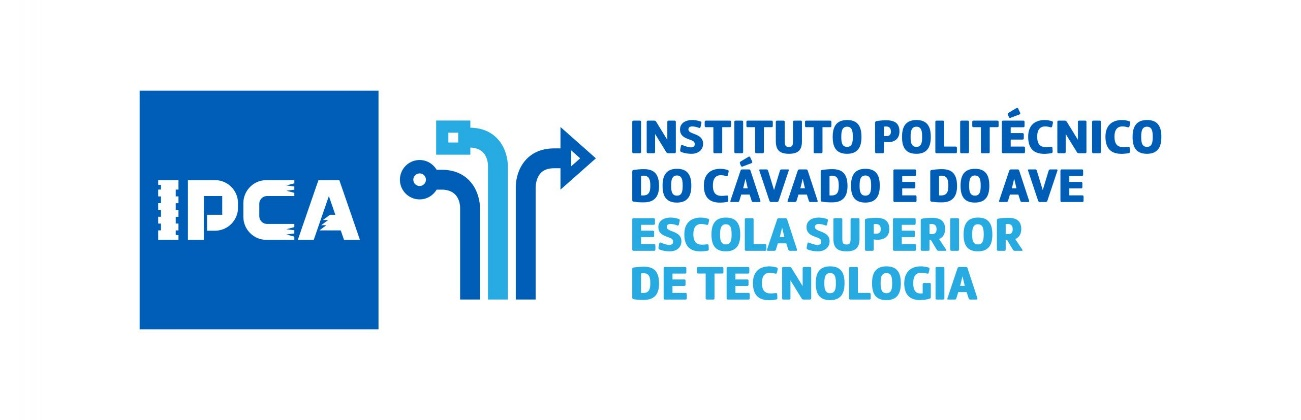 IPCA
INSTITUTO POLITÉCNICO
DO CÁVADO E DO AVE
ESCOLA SUPERIOR
DE TECNOLOGIA